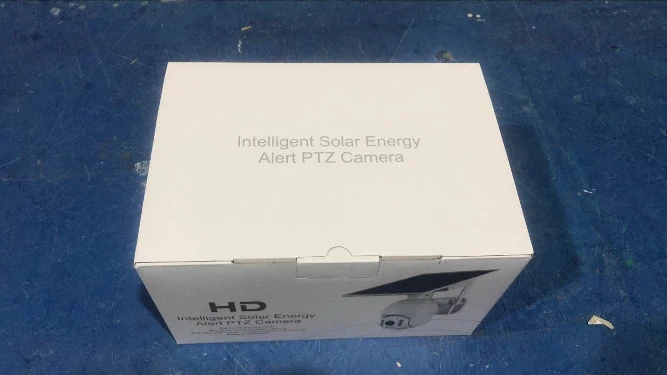 Intelligent Solar Energy
Alert PTZ Camera
HD
Intelligent Solar Energy
Alert PTZ Camera